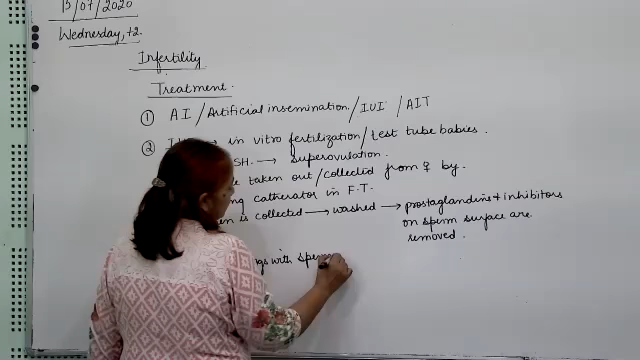 13/07/2020
Wednesday, +2.
Infertility
Treatment.
① AI/Artificial insemination/IUI/AIT
② in vitro fertilization/test tube babies.
SH. → superovulation.
taken out/collected from ♀ by.
catherator in F.T.
is collected → washed → prostaglandins + inhibitors
on sperm surface are
removed.
with sperm